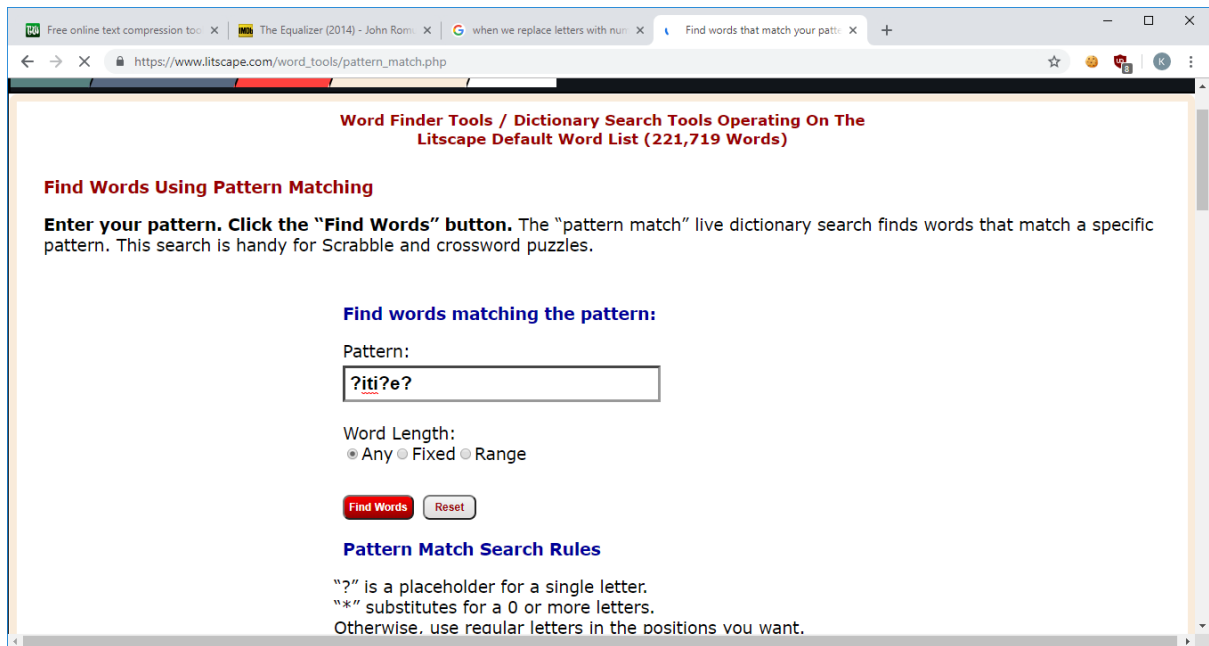 Free online text compression too
The Equalizer (2014) - John Rom
when we replace letters with num
Find words that match your patte
https://www.litscape.com/word_tools/pattern_match.php
8
K
Word Finder Tools / Dictionary Search Tools Operating On The
Litscape Default Word List (221,719 Words)
Find Words Using Pattern Matching
Enter your pattern. Click the “Find Words” button. The “pattern match” live dictionary search finds words that match a specific
pattern. This search is handy for Scrabble and crossword puzzles.
Find words matching the pattern:
Pattern:
?iti?e?
Word Length:
Any Fixed Range
Find Words Reset
Pattern Match Search Rules
“?” is a placeholder for a single letter.
“*” substitutes for a 0 or more letters.
Otherwise, use regular letters in the positions you want.